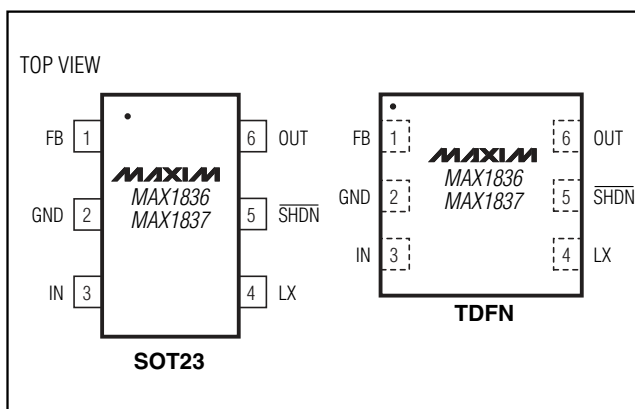 TOP VIEW
FB 1
6 OUT
MAXIM
MAX1836
MAX1837
GND 2
5 SHDN
IN 3
4 LX
SOT23
FB 1
6 OUT
MAXIM
MAX1836
MAX1837
GND 2
5 SHDN
IN 3
4 LX
TDFN